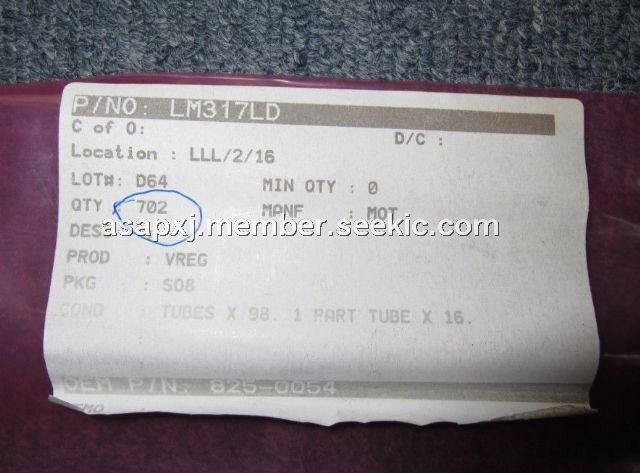 P/NO: LM317LD
C of O:
D/C :
Location : LLL/2/16
LOT#: D64 MIN QTY : 0
QTY : 702 MANF : MOT
asapxj.member.seekic.com
DES
PROD : VREG
PKG : SO8
COND : TUBES X 98. 1 PART TUBE X 16.
OEM P/N: 825-0054